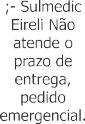 ;- Sulmedic
Eireli Não
atende o
prazo de
entrega,
pedido
emergencial.